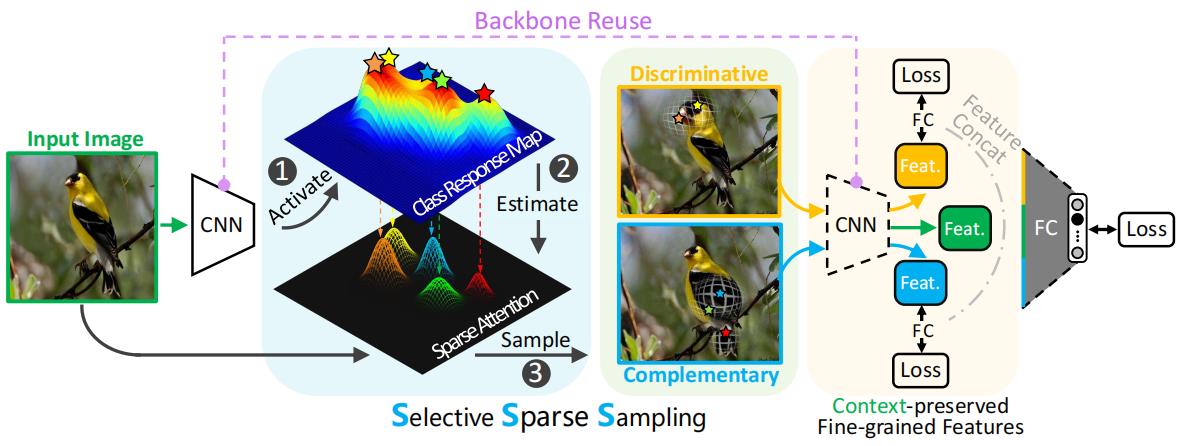 Backbone Reuse
Input Image
CNN
1
Activate
Class Response Map
2
Estimate
Sparse Attention
Sample
3
Selective Sparse Sampling
Discriminative
Complementary
CNN
Loss
FC
Feat.
Feat.
Feat.
FC
Loss
Feature
Concat
FC
Loss
Context-preserved
Fine-grained Features